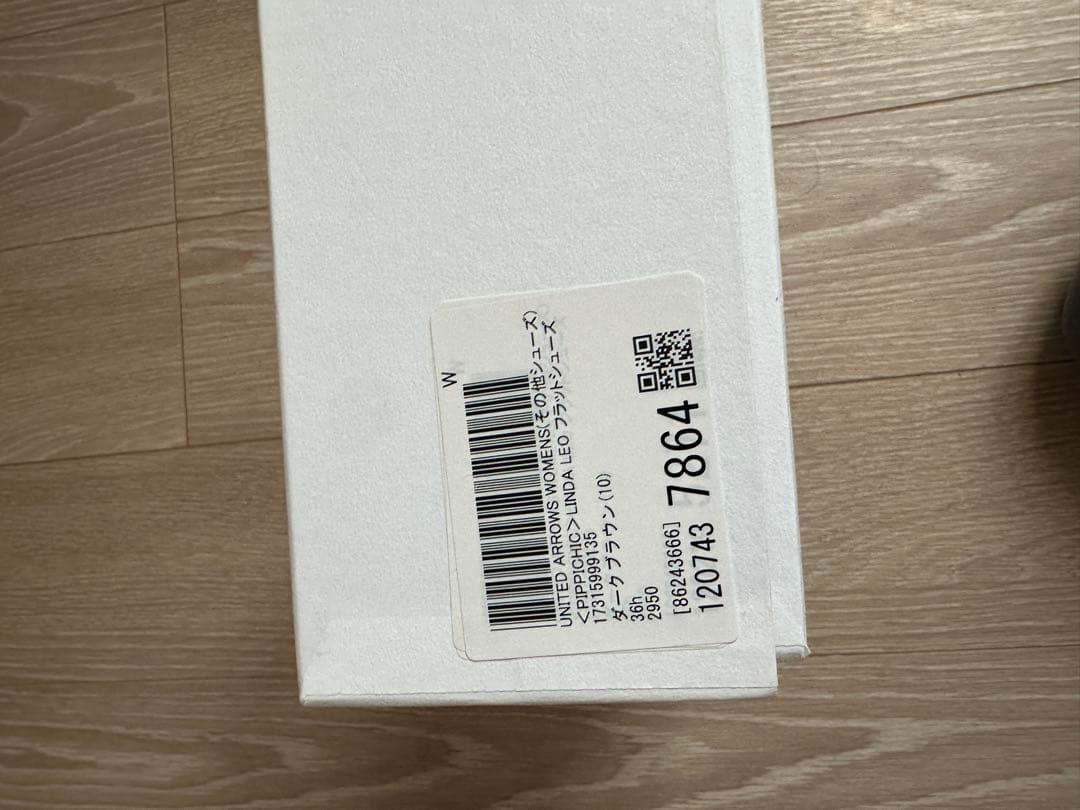 W
UNITED ARROWS WOMENS(その他シューズ)
<PIPPICHIC>LINDA LEO フラットシューズ
17315999135
ダークブラウン(10)
36h
2950
[86243666]
120743 7864